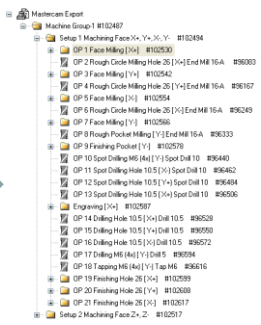 Mastercam Export
Machine Group-1 #102487
Setup 1 Machining Face X+, Y+, X-, Y- #102494
OP 1 Face Milling [X+] #102530
OP 2 Rough Circle Milling Hole 26 [X+] End Mill 16-A #96083
OP 3 Face Milling [Y+] #102542
OP 4 Rough Circle Milling Hole 26 [Y+] End Mill 16-A #96167
OP 5 Face Milling [X-] #102554
OP 6 Rough Circle Milling Hole 26 [X-] End Mill 16-A #96249
OP 7 Face Milling [Y-] #102566
OP 8 Rough Pocket Milling [Y-] End Mill 16-A #96333
OP 9 Finishing Pocket [Y-] #102578
OP 10 Spot Drilling M6 (4x) [Y-] Spot Drill 10 #96440
OP 11 Spot Drilling Hole 10.5 [X-] Spot Drill 10 #96462
OP 12 Spot Drilling Hole 10.5 [Y+] Spot Drill 10 #96484
OP 13 Spot Drilling Hole 10.5 [X+] Spot Drill 10 #96506
Engraving [X+] #102587
OP 14 Drilling Hole 10.5 [X+] Drill 10.5 #96528
OP 15 Drilling Hole 10.5 [Y+] Drill 10.5 #96550
OP 16 Drilling Hole 10.5 [X-] Drill 10.5 #96572
OP 17 Drilling M6 (4x) [Y-] Drill 5 #96594
OP 18 Tapping M6 (4x) [Y-] Tap M6 #96616
OP 19 Finishing Hole 26 [X+] #102599
OP 20 Finishing Hole 26 [Y+] #102608
OP 21 Finishing Hole 26 [X-] #102617
Setup 2 Machining Face Z+, Z- #102517